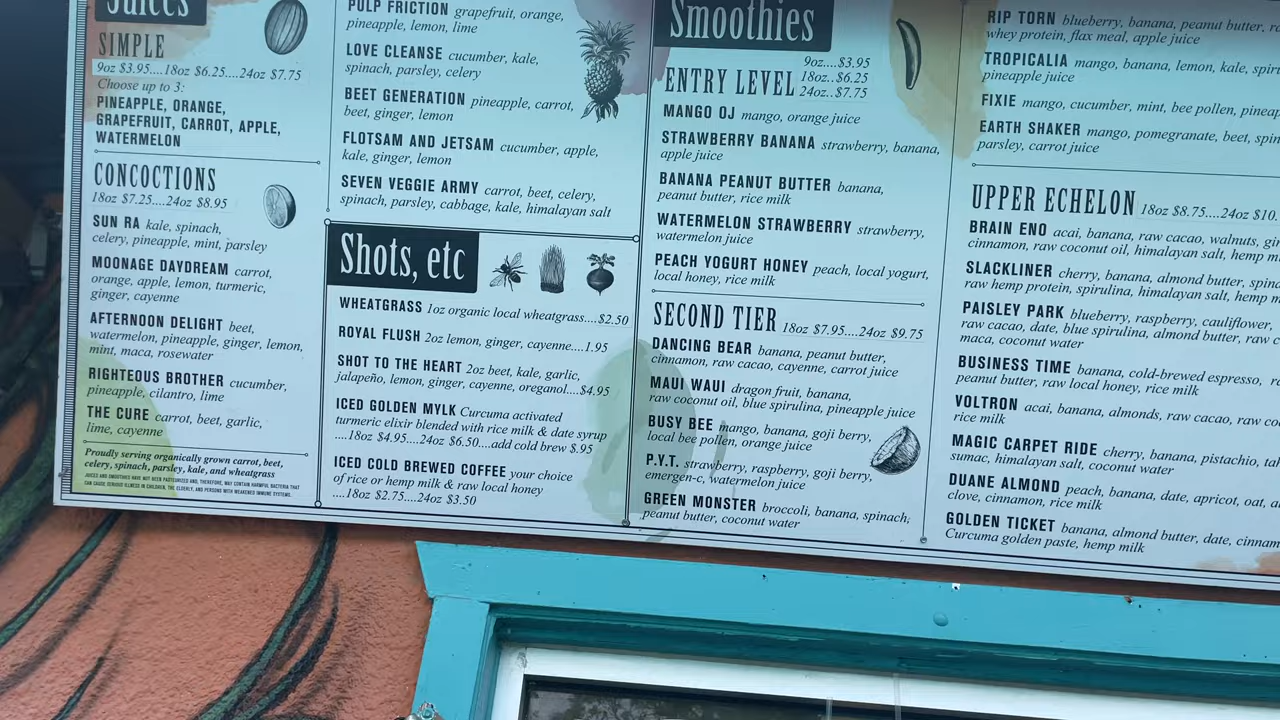 Juices
SIMPLE
9oz $3.95....18oz $6.25....24oz $7.75
Choose up to 3:
PINEAPPLE, ORANGE,
GRAPEFRUIT, CARROT, APPLE,
WATERMELON
CONCOCTIONS
18oz $7.25....24oz $8.95
SUN RA kale, spinach,
celery, pineapple, mint, parsley
MOONAGE DAYDREAM carrot,
orange, apple, lemon, turmeric,
ginger, cayenne
AFTERNOON DELIGHT beet,
watermelon, pineapple, ginger, lemon,
mint, maca, rosewater
RIGHTEOUS BROTHER cucumber,
pineapple, cilantro, lime
THE CURE carrot, beet, garlic,
lime, cayenne
Proudly serving organically grown carrot, beet,
celery, spinach, parsley, kale, and wheatgrass
JUICES AND SMOOTHIES HAVE NOT BEEN PASTEURIZED AND, THEREFORE, MAY CONTAIN HARMFUL BACTERIA THAT
CAN CAUSE SERIOUS ILLNESS IN CHILDREN, THE ELDERLY, AND PERSONS WITH WEAKENED IMMUNE SYSTEMS.
PULP FRICTION grapefruit, orange,
pineapple, lemon, lime
LOVE CLEANSE cucumber, kale,
spinach, parsley, celery
BEET GENERATION pineapple, carrot,
beet, ginger, lemon
FLOTSAM AND JETSAM cucumber, apple,
kale, ginger, lemon
SEVEN VEGGIE ARMY carrot, beet, celery,
spinach, parsley, cabbage, kale, himalayan salt
Shots, etc
WHEATGRASS 1oz organic local wheatgrass....$2.50
ROYAL FLUSH 2oz lemon, ginger, cayenne....1.95
SHOT TO THE HEART 2oz beet, kale, garlic,
jalapeño, lemon, ginger, cayenne, oreganol....$4.95
ICED GOLDEN MYLK Curcuma activated
turmeric elixir blended with rice milk & date syrup
....18oz $4.95....24oz $6.50....add cold brew $.95
ICED COLD BREWED COFFEE your choice
of rice or hemp milk & raw local honey
....18oz $2.75....24oz $3.50
Smoothies
ENTRY LEVEL
9oz....$3.95
18oz...$6.25
24oz..$7.75
MANGO OJ mango, orange juice
STRAWBERRY BANANA strawberry, banana,
apple juice
BANANA PEANUT BUTTER banana,
peanut butter, rice milk
WATERMELON STRAWBERRY strawberry,
watermelon juice
PEACH YOGURT HONEY peach, local yogurt,
local honey, rice milk
SECOND TIER 18oz $7.95....24oz $9.75
DANCING BEAR banana, peanut butter,
cinnamon, raw cacao, cayenne, carrot juice
MAUI WAUI dragon fruit, banana,
raw coconut oil, blue spirulina, pineapple juice
BUSY BEE mango, banana, goji berry,
local bee pollen, orange juice
P.Y.T. strawberry, raspberry, goji berry,
emergen-c, watermelon juice
GREEN MONSTER broccoli, banana, spinach,
peanut butter, coconut water
RIP TORN blueberry, banana, peanut butter,
whey protein, flax meal, apple juice
TROPICALIA mango, banana, lemon, kale,
pineapple juice
FIXIE mango, cucumber, mint, bee pollen,
EARTH SHAKER mango, pomegranate, beet,
parsley, carrot juice
UPPER ECHELON 18oz $8.75....24oz $10.
BRAIN ENO acai, banana, raw cacao, walnuts,
cinnamon, raw coconut oil, himalayan salt, hemp
SLACKLINER cherry, banana, almond butter,
raw hemp protein, spirulina, himalayan salt, hemp
PAISLEY PARK blueberry, raspberry, cauliflower,
raw cacao, date, blue spirulina, almond butter, raw
maca, coconut water
BUSINESS TIME banana, cold-brewed espresso,
peanut butter, raw local honey, rice milk
VOLTRON acai, banana, almonds, raw cacao, raw
rice milk
MAGIC CARPET RIDE cherry, banana, pistachio,
sumac, himalayan salt, coconut water
DUANE ALMOND peach, banana, date, apricot, oat,
clove, cinnamon, rice milk
GOLDEN TICKET banana, almond butter, date,
Curcuma golden paste, hemp milk